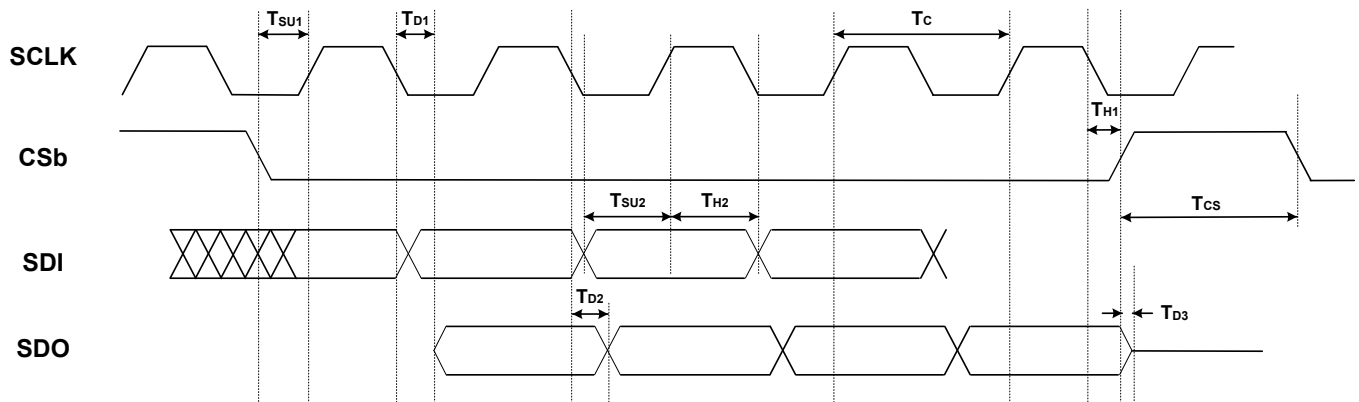 TSU1
TD1
TC
SCLK
TH1
CSb
TSU2
TH2
TCS
SDI
TD2
TD3
SDO